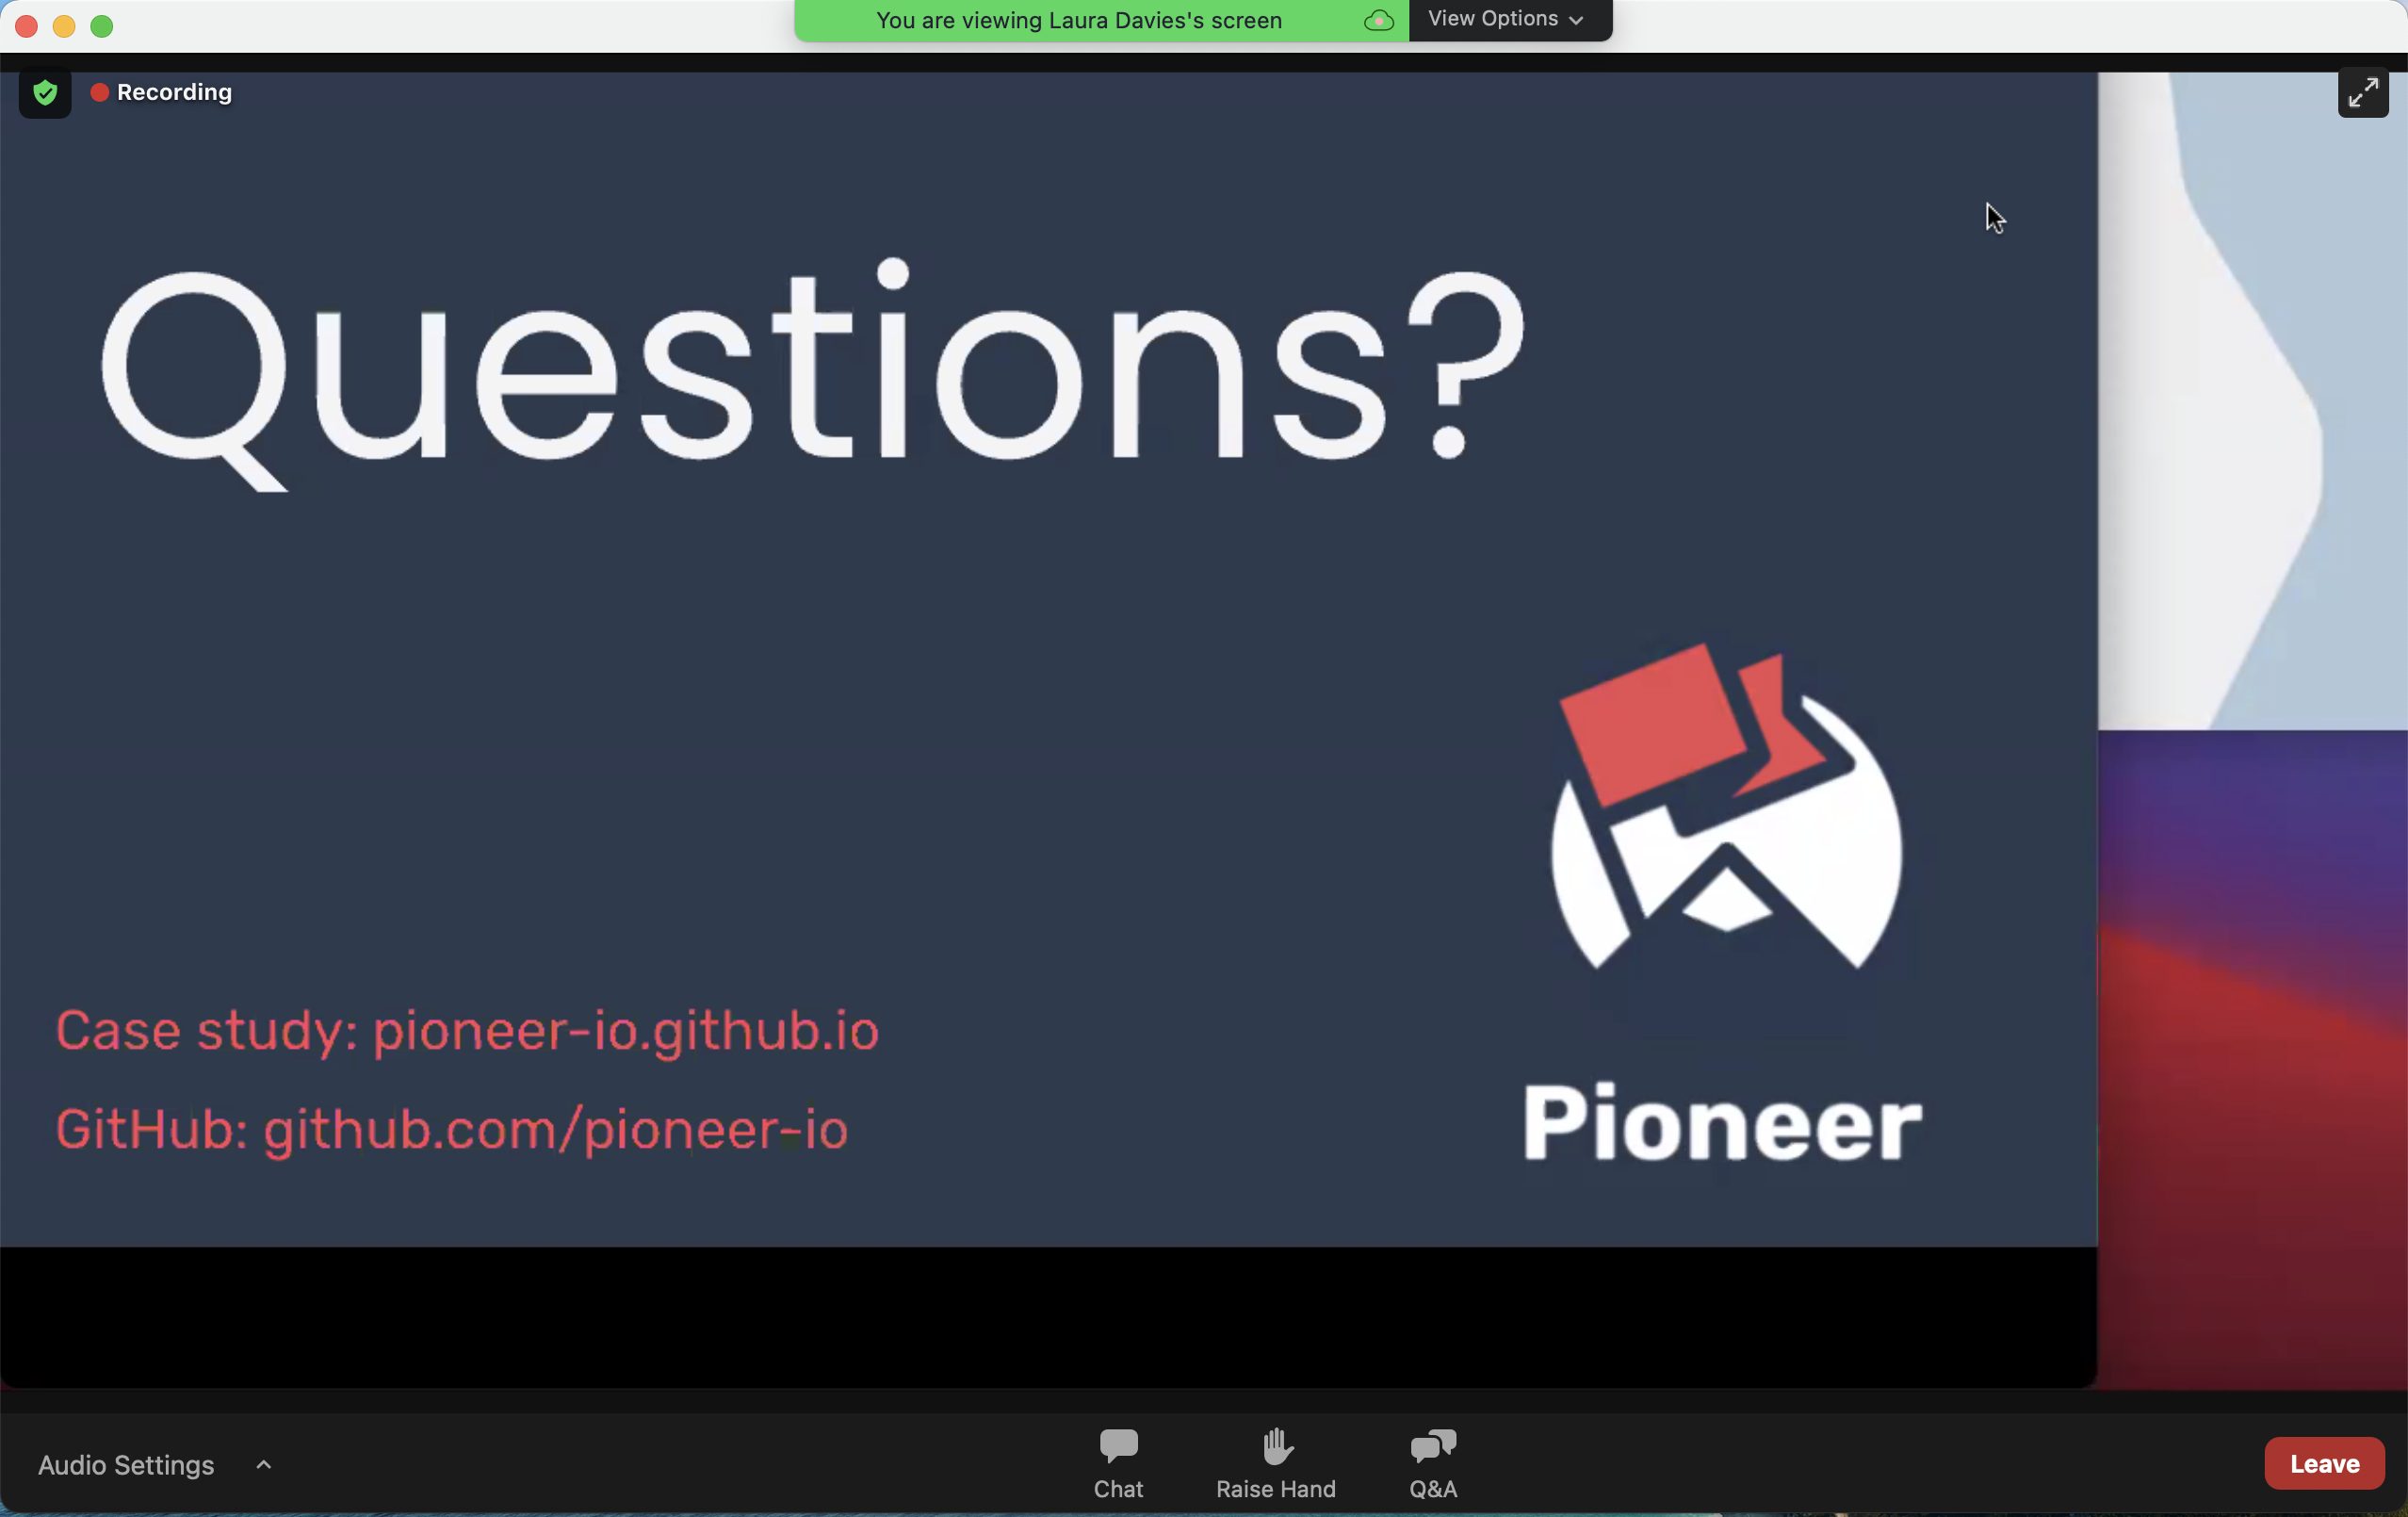 You are viewing Laura Davies's screen
View Options
Recording
Questions?
Case study: pioneer-io.github.io
GitHub: github.com/pioneer-io
Pioneer
Audio Settings
Chat
Raise Hand
Q&A
Leave